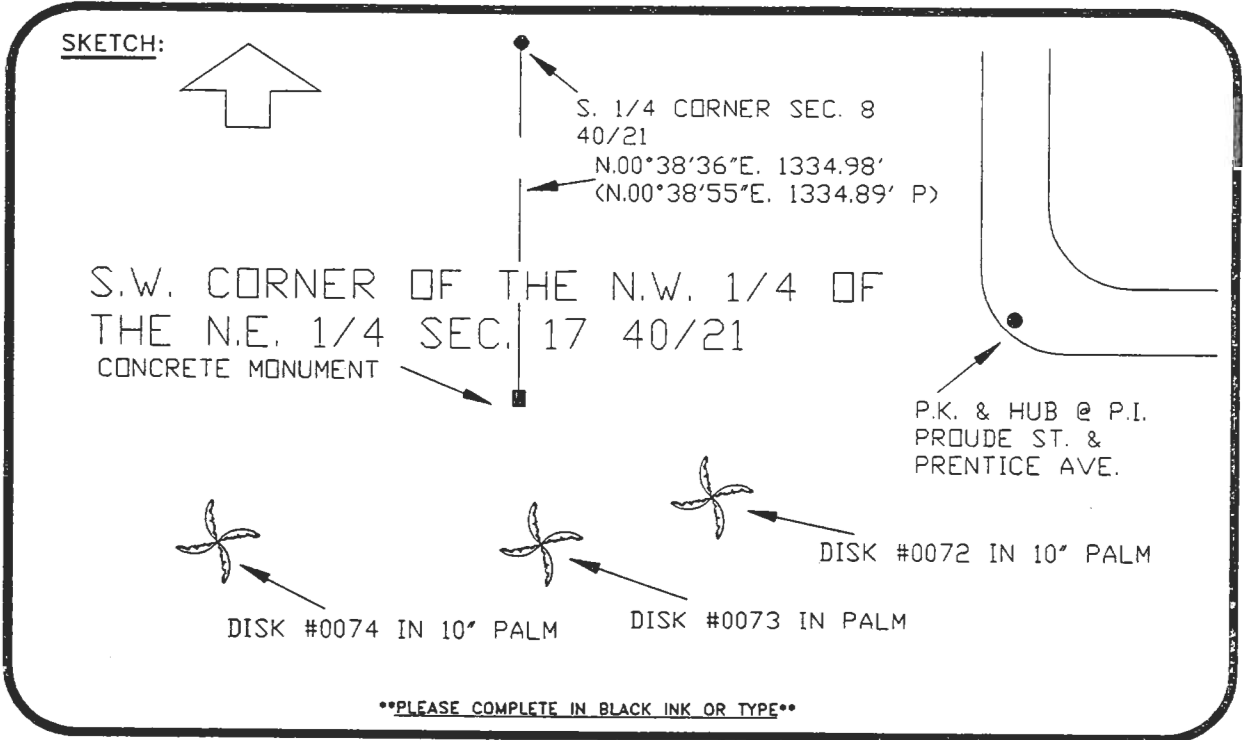 SKETCH:
S. 1/4 CORNER SEC. 8
40/21
N.00°38'36"E. 1334.98'
(N.00°38'55"E. 1334.89' P)
S.W. CORNER OF THE N.W. 1/4 OF
THE N.E. 1/4 SEC. 17 40/21
CONCRETE MONUMENT
P.K. & HUB @ P.I.
PROUDE ST. &
PRENTICE AVE.
DISK #0072 IN 10" PALM
DISK #0073 IN PALM
DISK #0074 IN 10" PALM
**PLEASE COMPLETE IN BLACK INK OR TYPE**